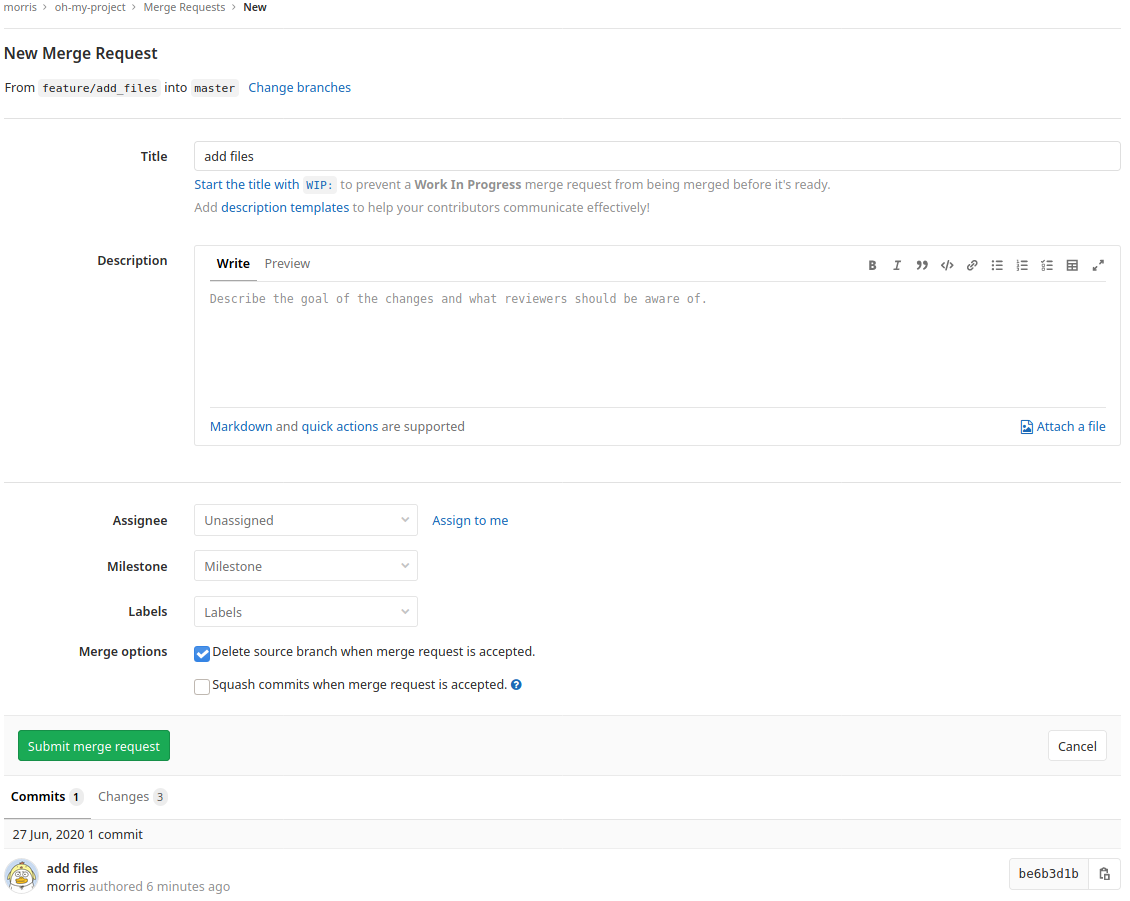 morris › oh-my-project › Merge Requests › New
New Merge Request
From feature/add_files into master Change branches
Title add files
Start the title with WIP: to prevent a Work In Progress merge request from being merged before it's ready.
Add description templates to help your contributors communicate effectively!
Description Write Preview
Describe the goal of the changes and what reviewers should be aware of.
Markdown and quick actions are supported Attach a file
Assignee Unassigned Assign to me
Milestone Milestone
Labels Labels
Merge options Delete source branch when merge request is accepted.
Squash commits when merge request is accepted.
Submit merge request Cancel
Commits 1 Changes 3
27 Jun, 2020 1 commit
add files
morris authored 6 minutes ago be6b3d1b